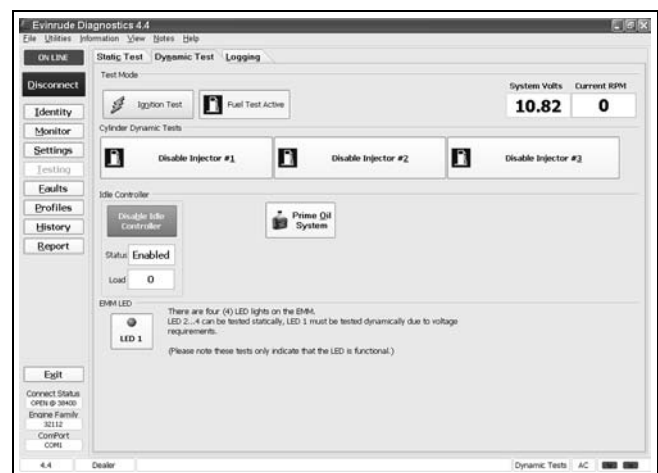 Evinrude Diagnostics 4.4
File Utilities Information View Notes Help
ON LINE
Disconnect
Identity
Monitor
Settings
Testing
Faults
Profiles
History
Report
Exit
Connect Status
OPEN @ 38400
Engine Family
32112
ComPort
COM1
Static Test Dynamic Test Logging
Test Mode
Ignition Test
Fuel Test Active
System Volts Current RPM
10.82 0
Cylinder Dynamic Tests
Disable Injector #1
Disable Injector #2
Disable Injector #3
Idle Controller
Disable Idle
Controller
Status Enabled
Load 0
Prime Oil
System
EMM LED
LED 1
There are four (4) LED lights on the EMM.
LED 2...4 can be tested statically, LED 1 must be tested dynamically due to voltage
requirements.
(Please note these tests only indicate that the LED is functional.)
4.4 Dealer Dynamic Tests AC